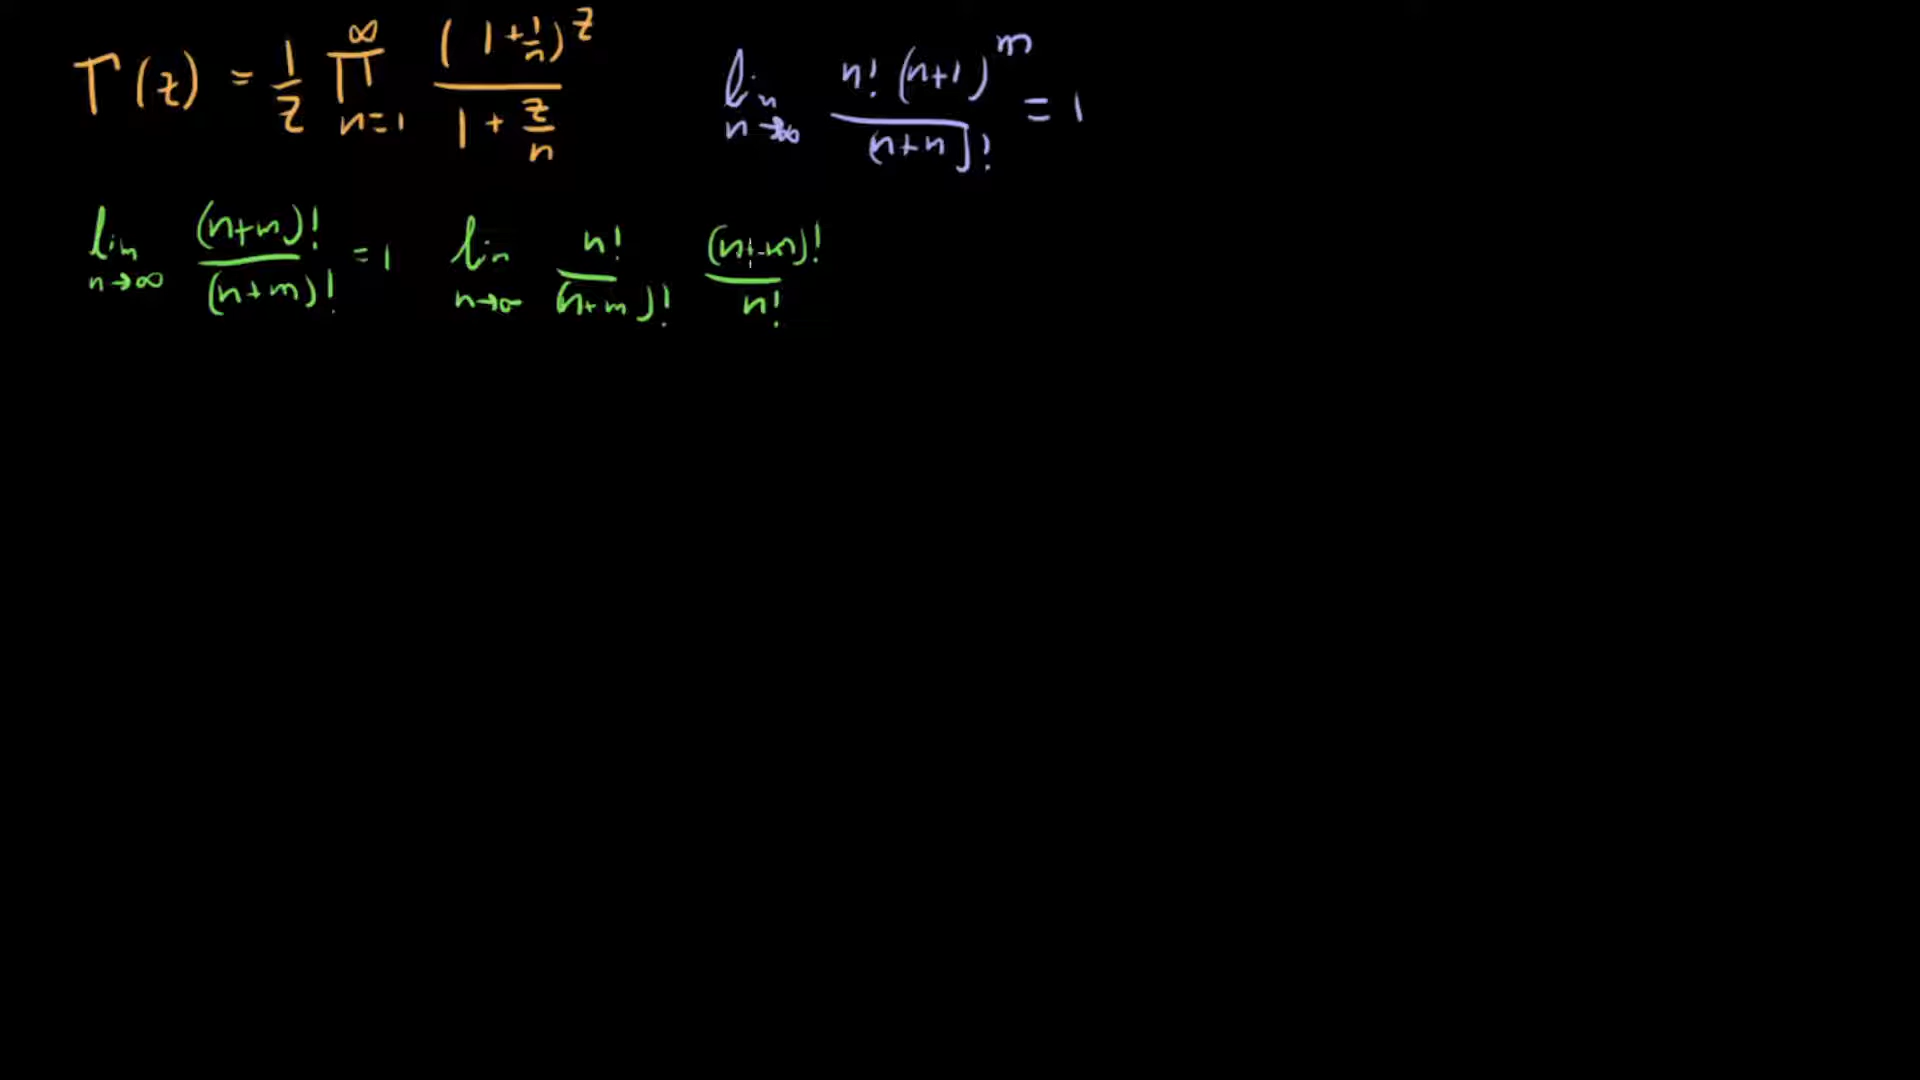 Γ(z) = 1/z ∏_{n=1}^{∞} (1+1/n)^z / (1 + z/n)    lim_{n→∞} n! (n+1)^m / (n+n)! = 1
lim_{n→∞} (n+m)! / (n+m)! = 1    lim_{n→∞} n! / (n+m)!  (n+m)! / n!